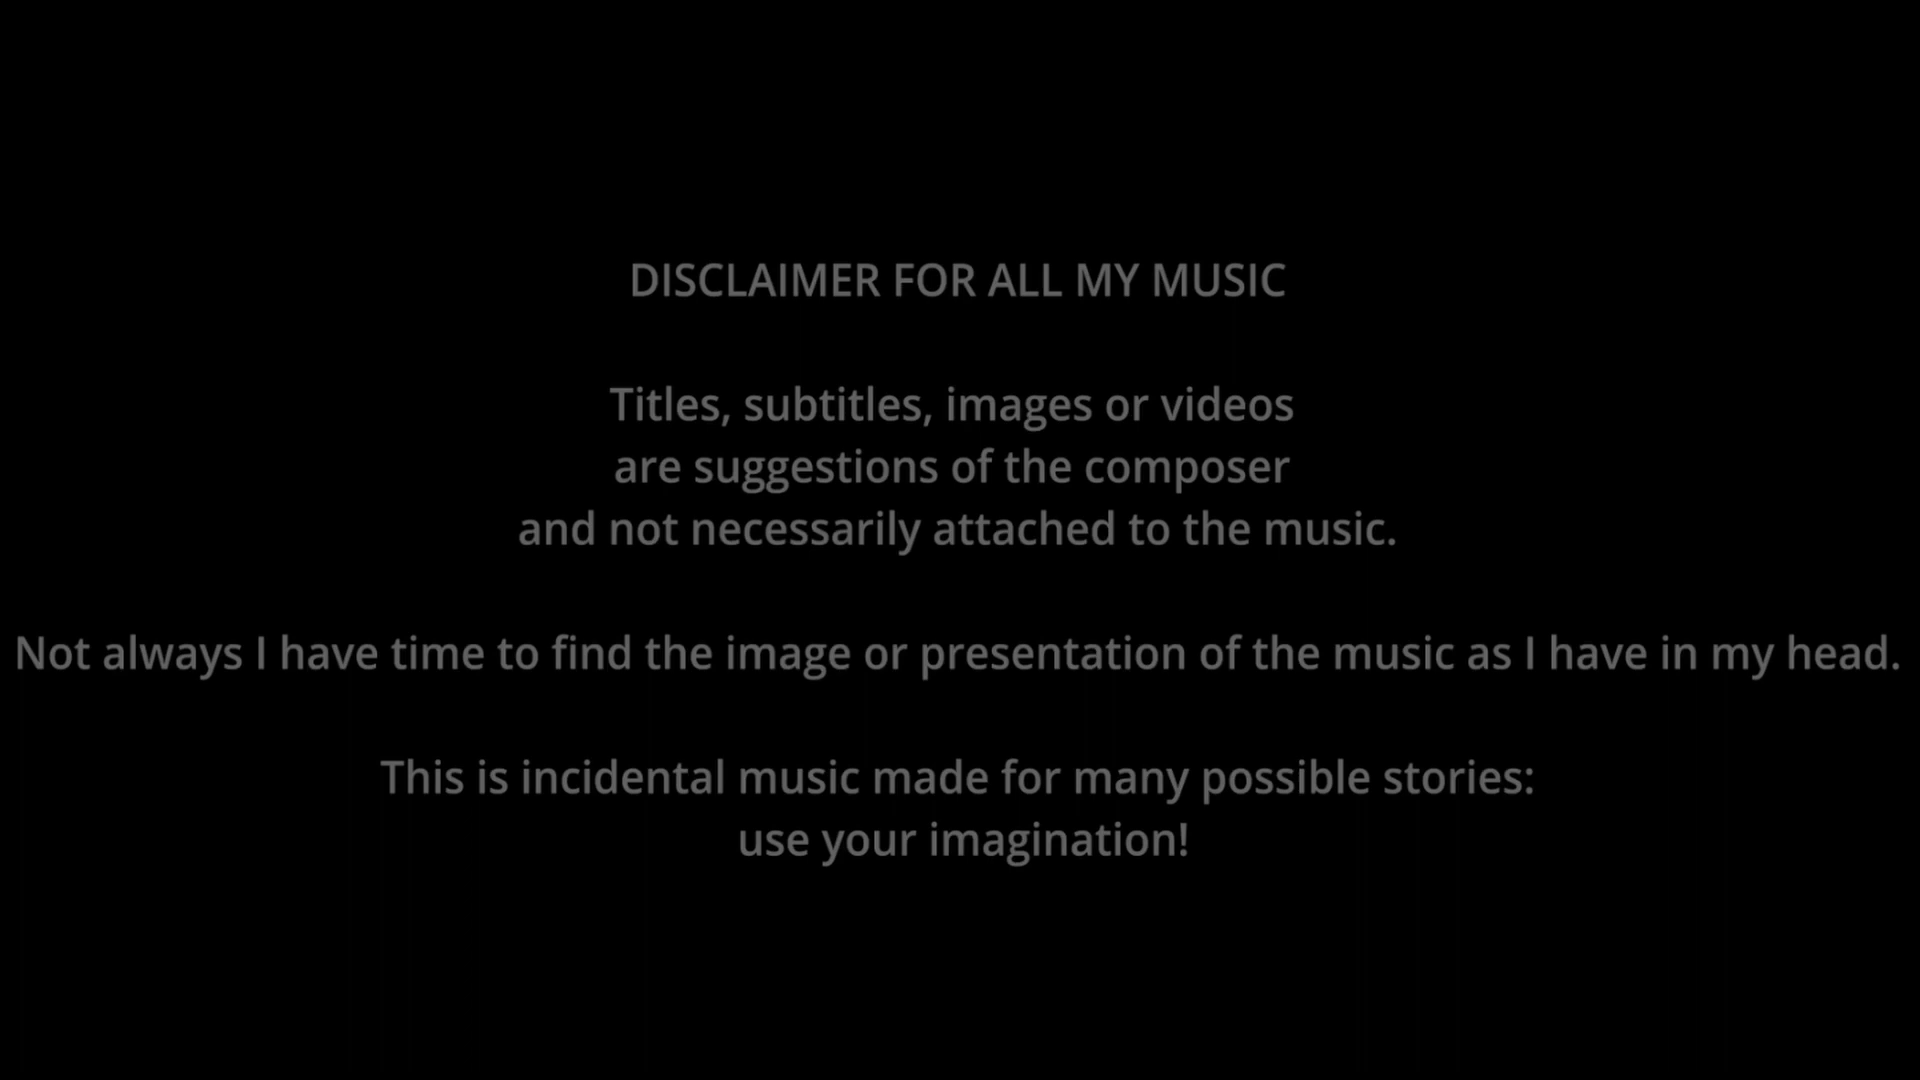 DISCLAIMER FOR ALL MY MUSIC
Titles, subtitles, images or videos
are suggestions of the composer
and not necessarily attached to the music.
Not always I have time to find the image or presentation of the music as I have in my head.
This is incidental music made for many possible stories:
use your imagination!